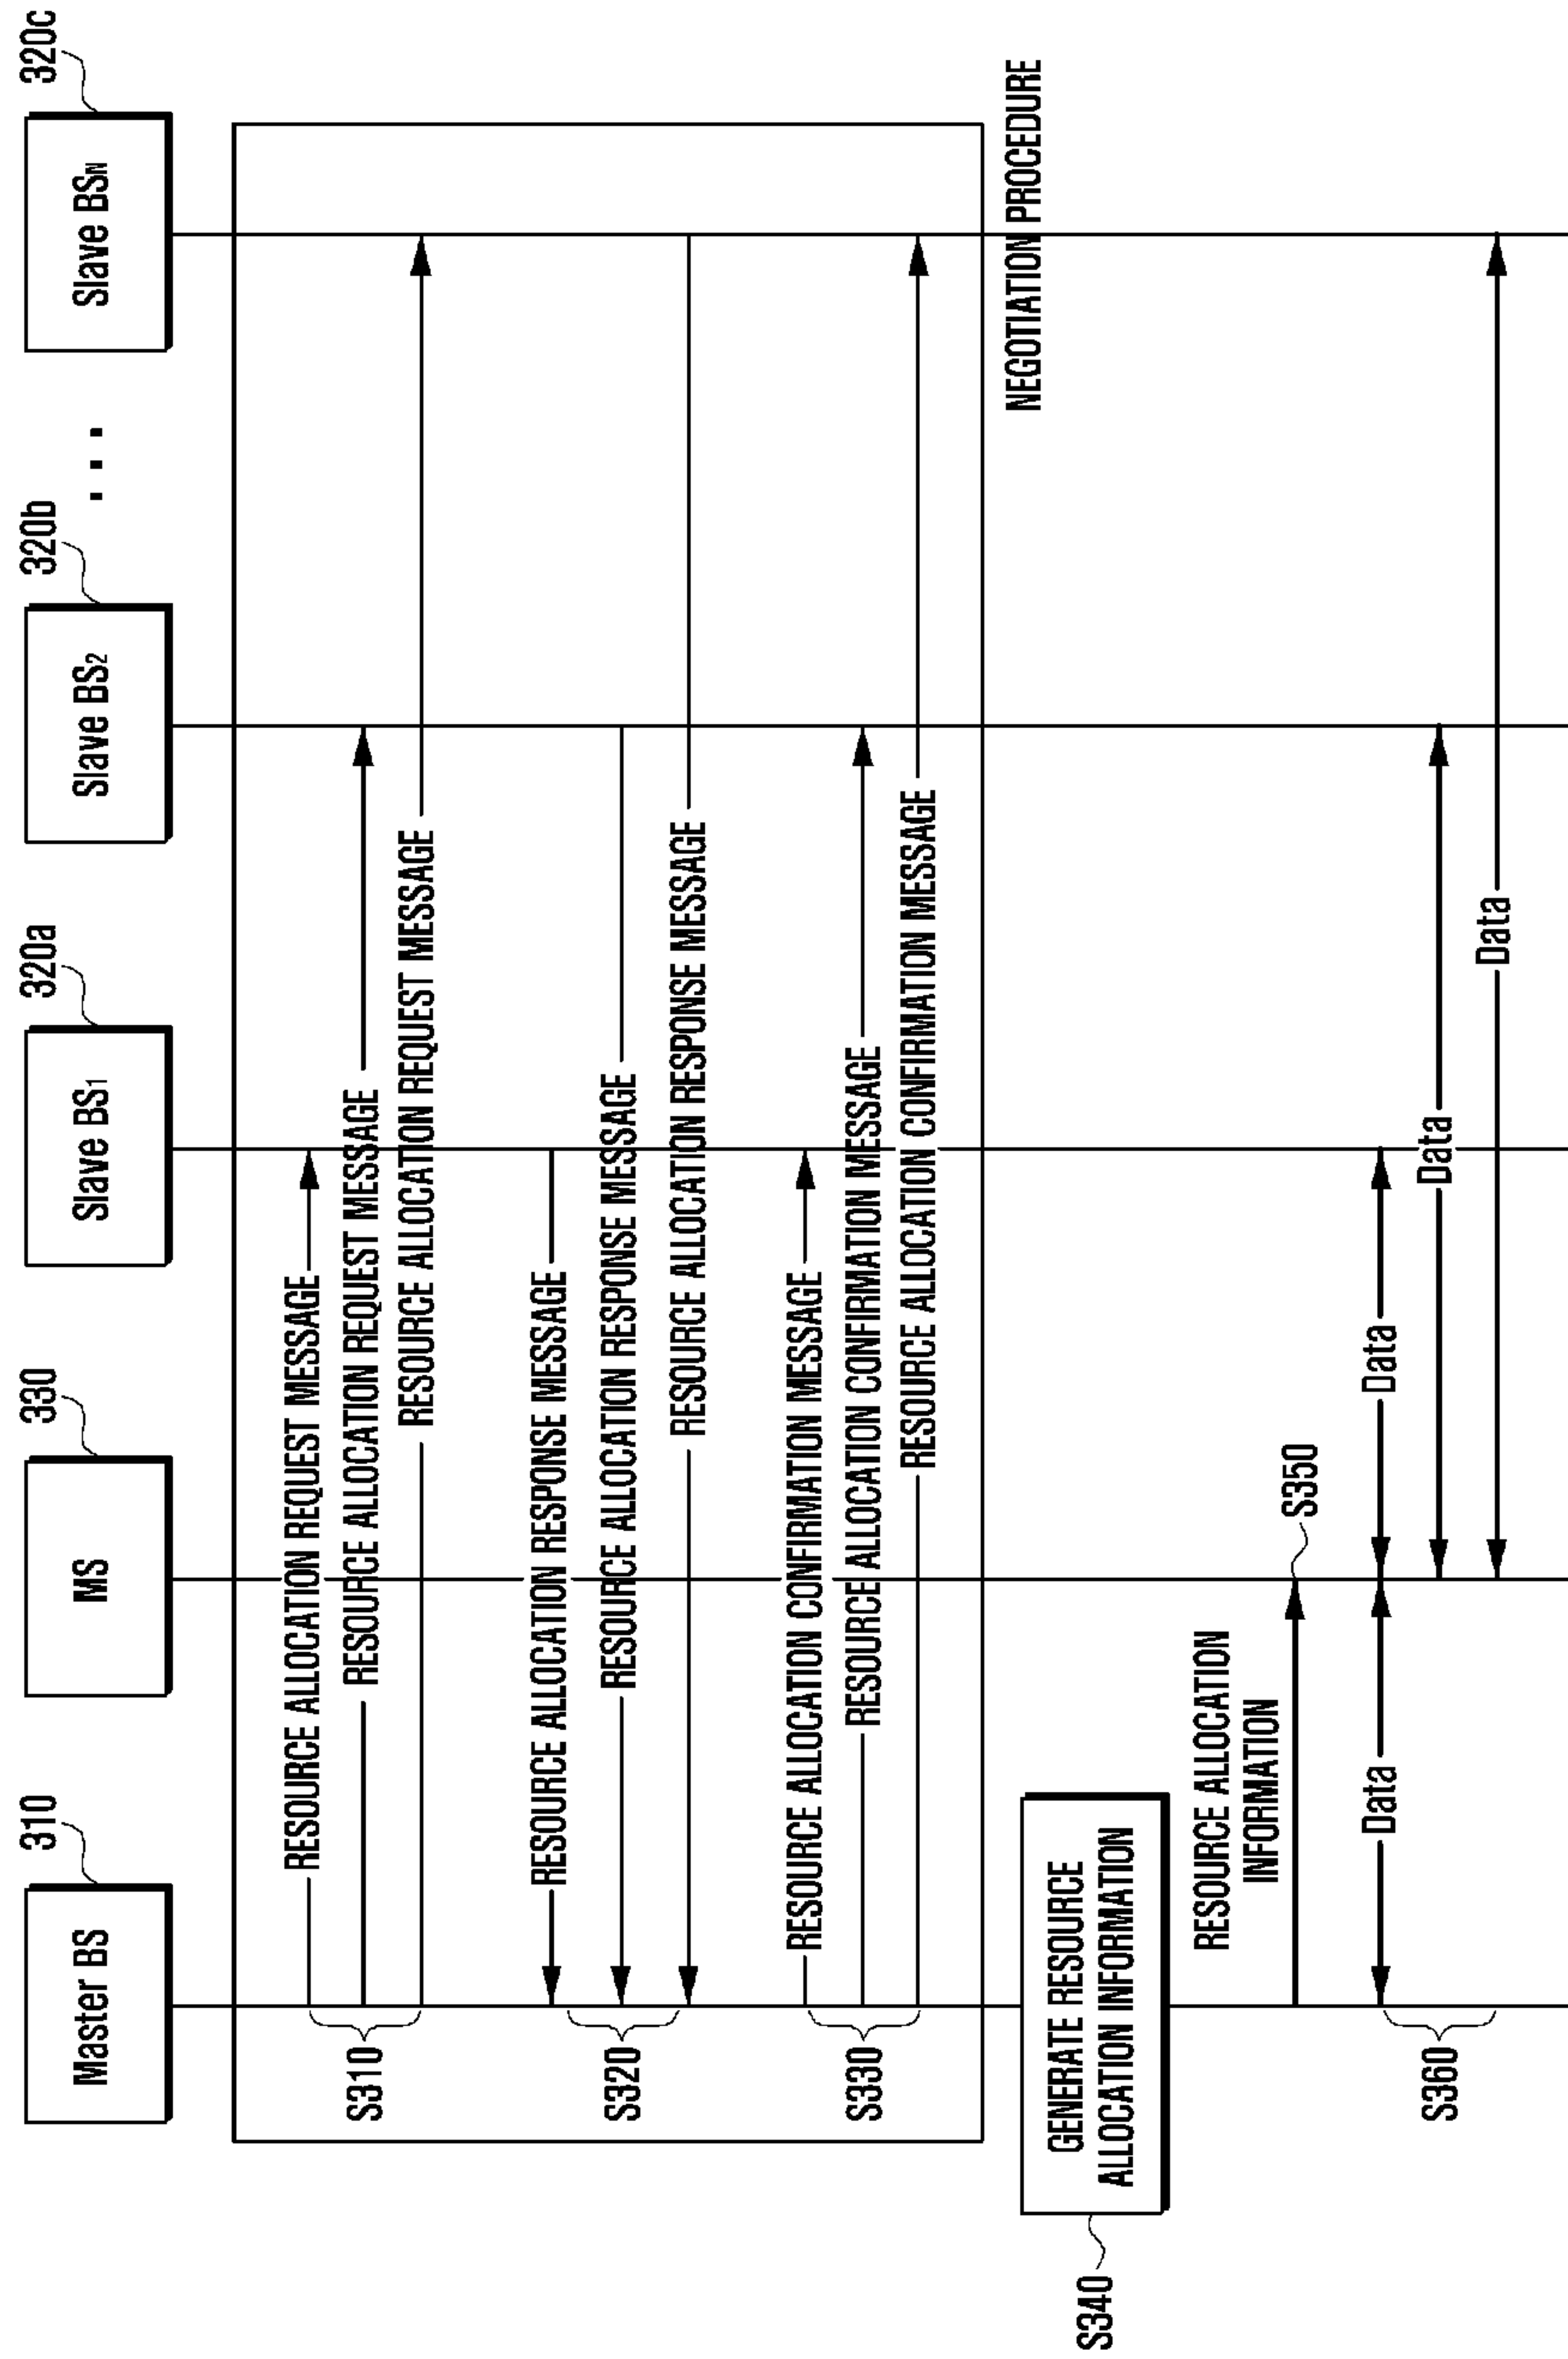 310
330
320a
320b
320c
Master BS
MS
Slave BS1
Slave BS2
...
Slave BSN
RESOURCE ALLOCATION REQUEST MESSAGE
RESOURCE ALLOCATION REQUEST MESSAGE
RESOURCE ALLOCATION REQUEST MESSAGE
S310
RESOURCE ALLOCATION RESPONSE MESSAGE
RESOURCE ALLOCATION RESPONSE MESSAGE
RESOURCE ALLOCATION RESPONSE MESSAGE
S320
RESOURCE ALLOCATION CONFIRMATION MESSAGE
RESOURCE ALLOCATION CONFIRMATION MESSAGE
RESOURCE ALLOCATION CONFIRMATION MESSAGE
S330
NEGOTIATION PROCEDURE
S340
GENERATE RESOURCE
ALLOCATION INFORMATION
RESOURCE ALLOCATION
INFORMATION
S350
Data
Data
Data
Data
S360